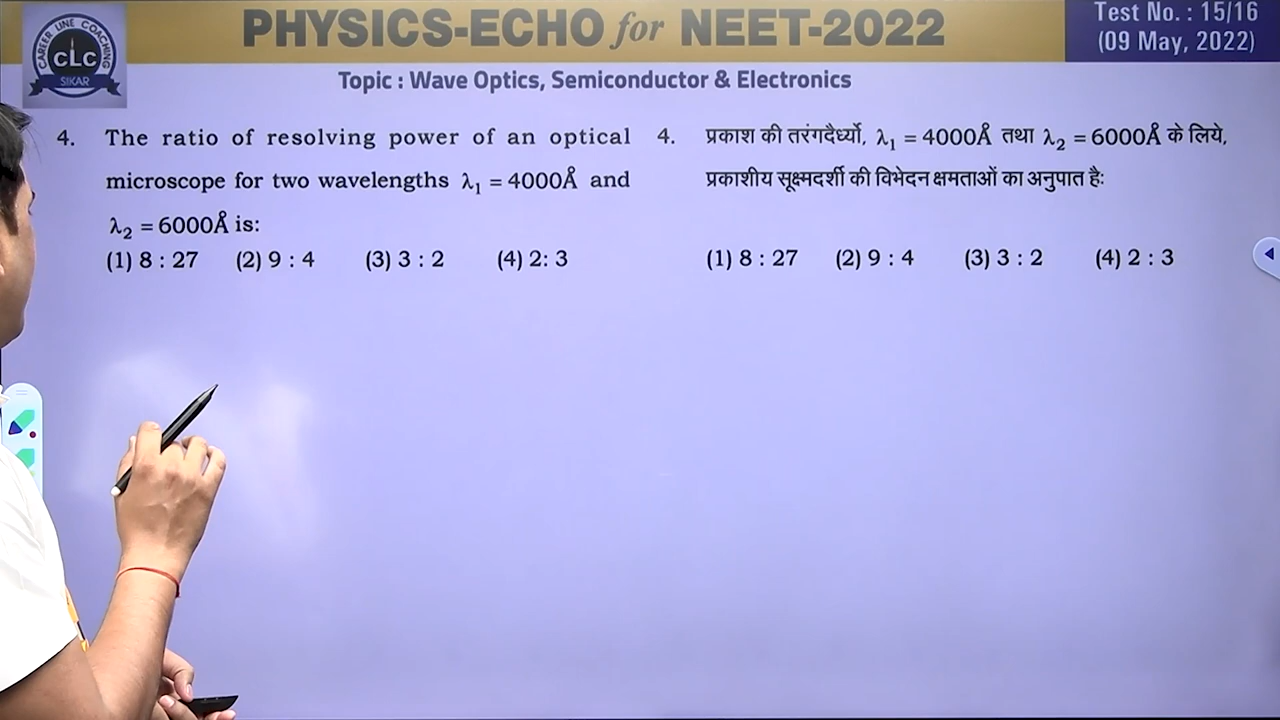 PHYSICS-ECHO for NEET-2022
Test No. : 15/16
(09 May, 2022)
CAREER LINE COACHING
CLC
SIKAR
Topic : Wave Optics, Semiconductor & Electronics
4. The ratio of resolving power of an optical
microscope for two wavelengths λ₁ = 4000Å and
λ₂ = 6000Å is:
(1) 8 : 27 (2) 9 : 4 (3) 3 : 2 (4) 2: 3
4. प्रकाश की तरंगदैर्ध्यो, λ₁ = 4000Å तथा λ₂ = 6000Å के लिये,
प्रकाशीय सूक्ष्मदर्शी की विभेदन क्षमताओं का अनुपात है:
(1) 8 : 27 (2) 9 : 4 (3) 3 : 2 (4) 2 : 3